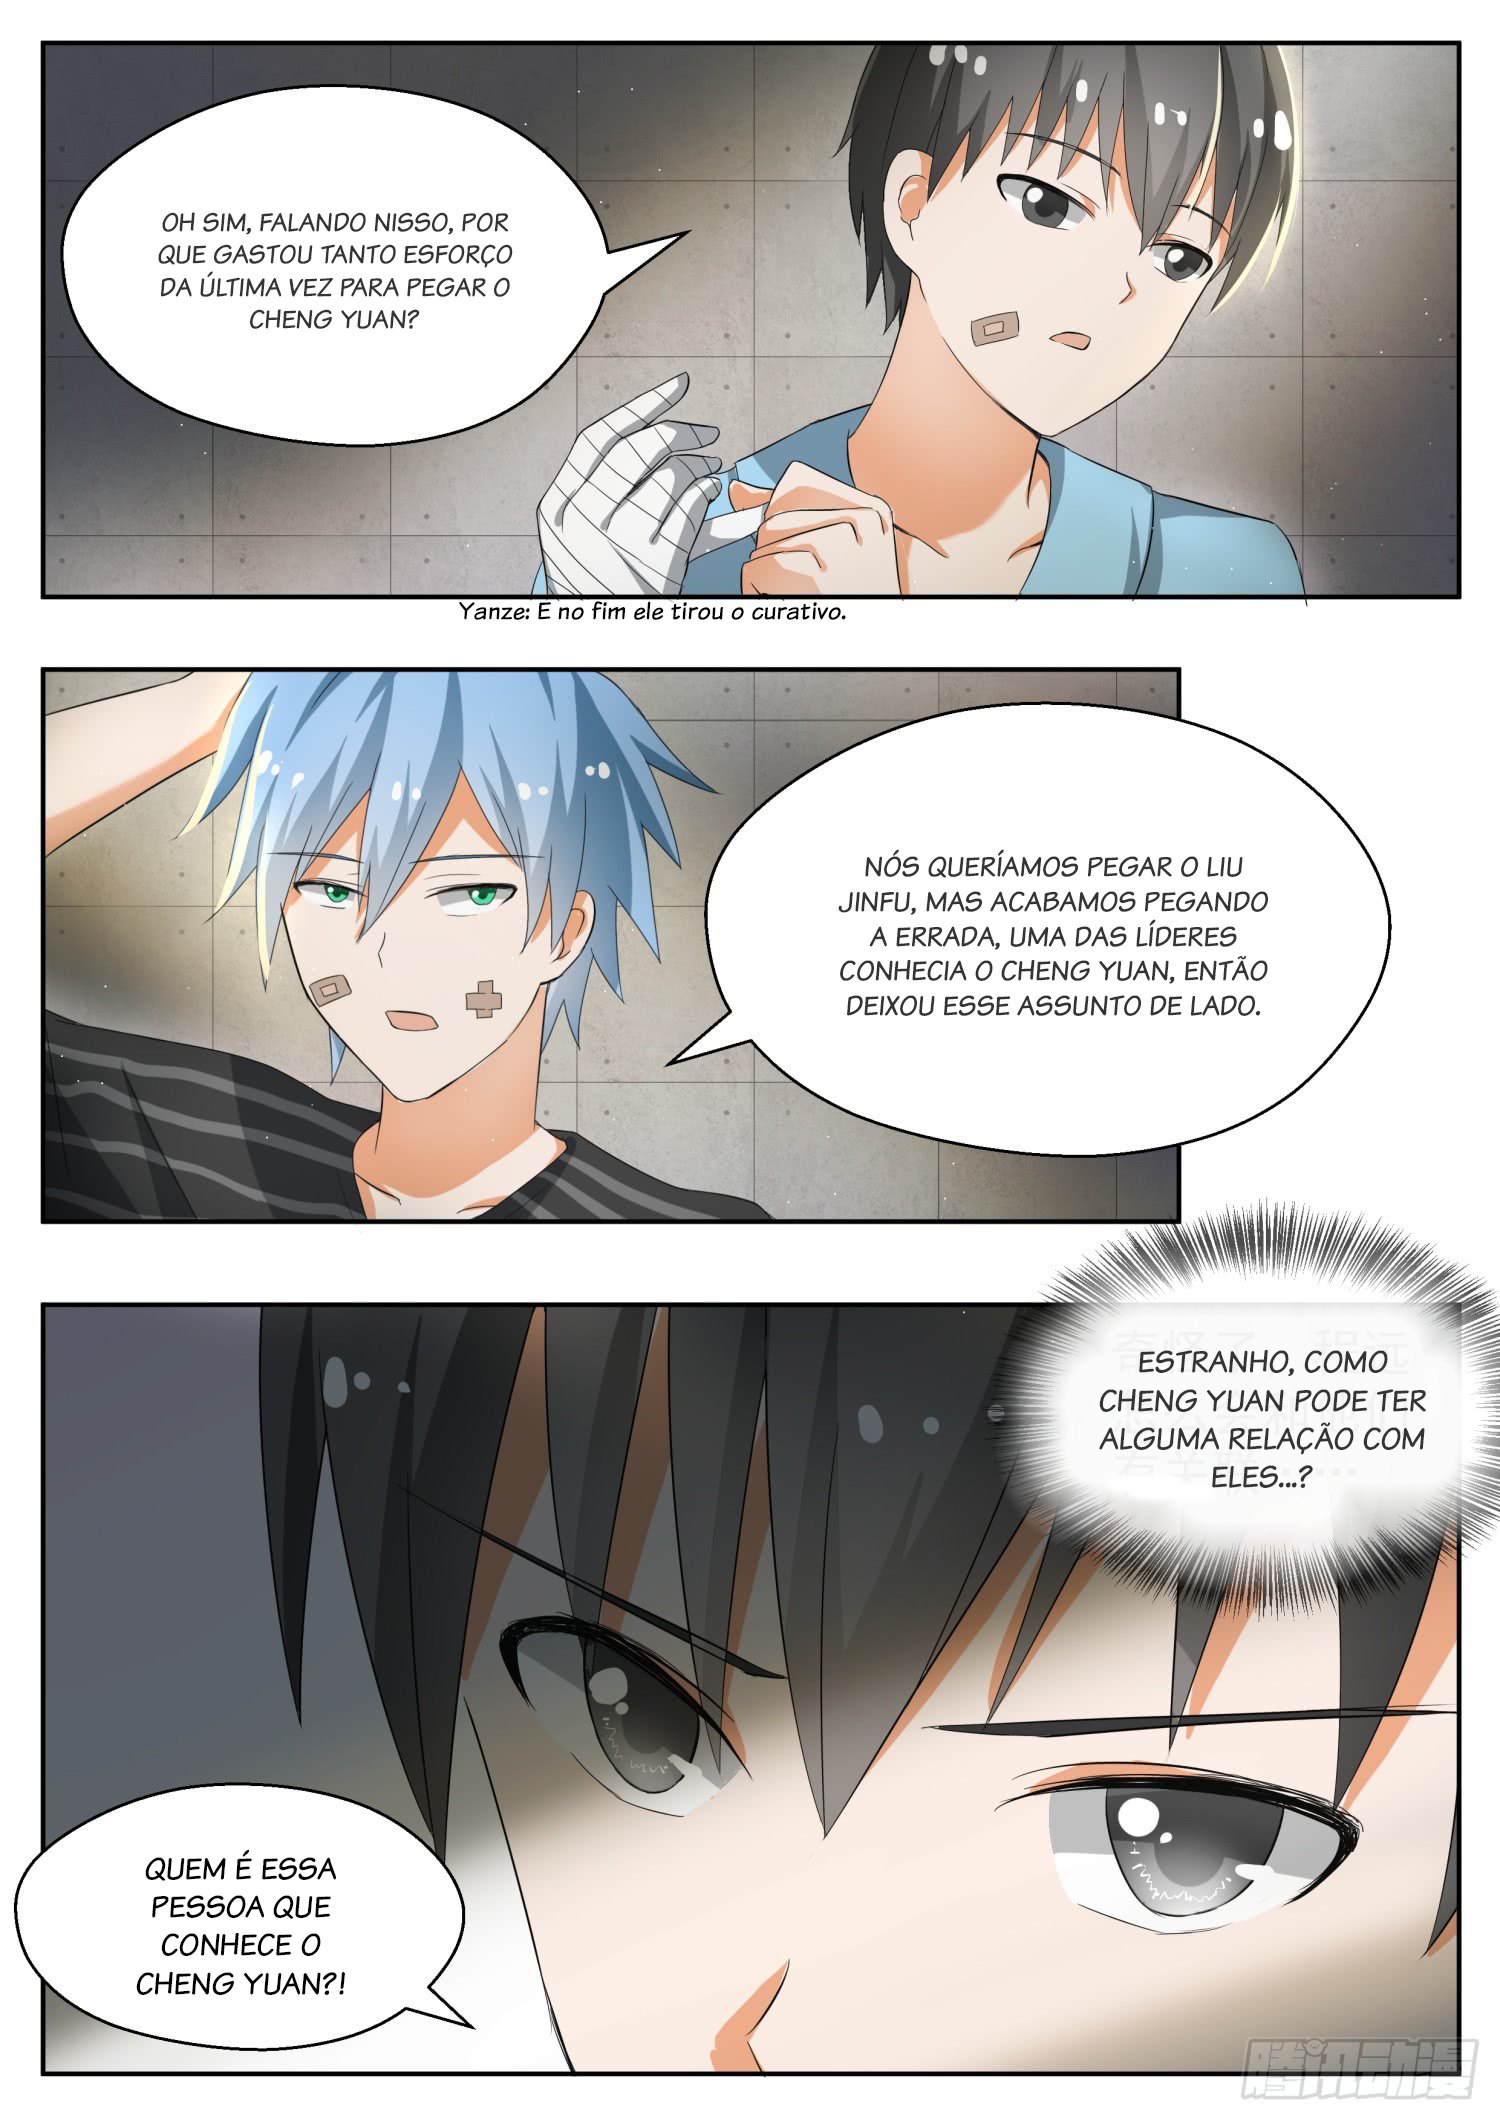 OH SIM, FALANDO NISSO, POR
QUE GASTOU TANTO ESFORÇO
DA ÚLTIMA VEZ PARA PEGAR O
CHENG YUAN?
Yanze: E no fim ele tirou o curativo.
NÓS QUERÍAMOS PEGAR O LIU
JINFU, MAS ACABAMOS PEGANDO
A ERRADA, UMA DAS LÍDERES
CONHECIA O CHENG YUAN, ENTÃO
DEIXOU ESSE ASSUNTO DE LADO.
ESTRANHO, COMO
CHENG YUAN PODE TER
ALGUMA RELAÇÃO COM
ELES...?
QUEM É ESSA
PESSOA QUE
CONHECE O
CHENG YUAN?!
腾讯动漫